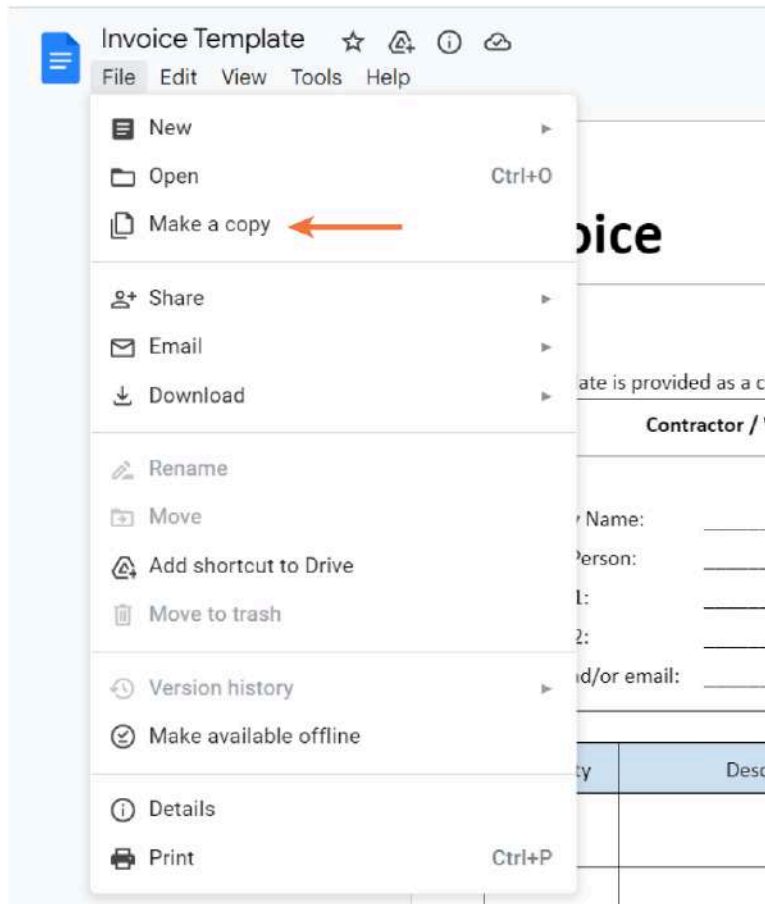 Invoice Template
File Edit View Tools Help
New
Open Ctrl+O
Make a copy
oice
Share
Email
ate is provided as a c
Download
Contractor /
Rename
Move
Name:
Person:
Add shortcut to Drive
1:
Move to trash
2:
nd/or email:
Version history
Make available offline
ty Desc
Details
Print Ctrl+P